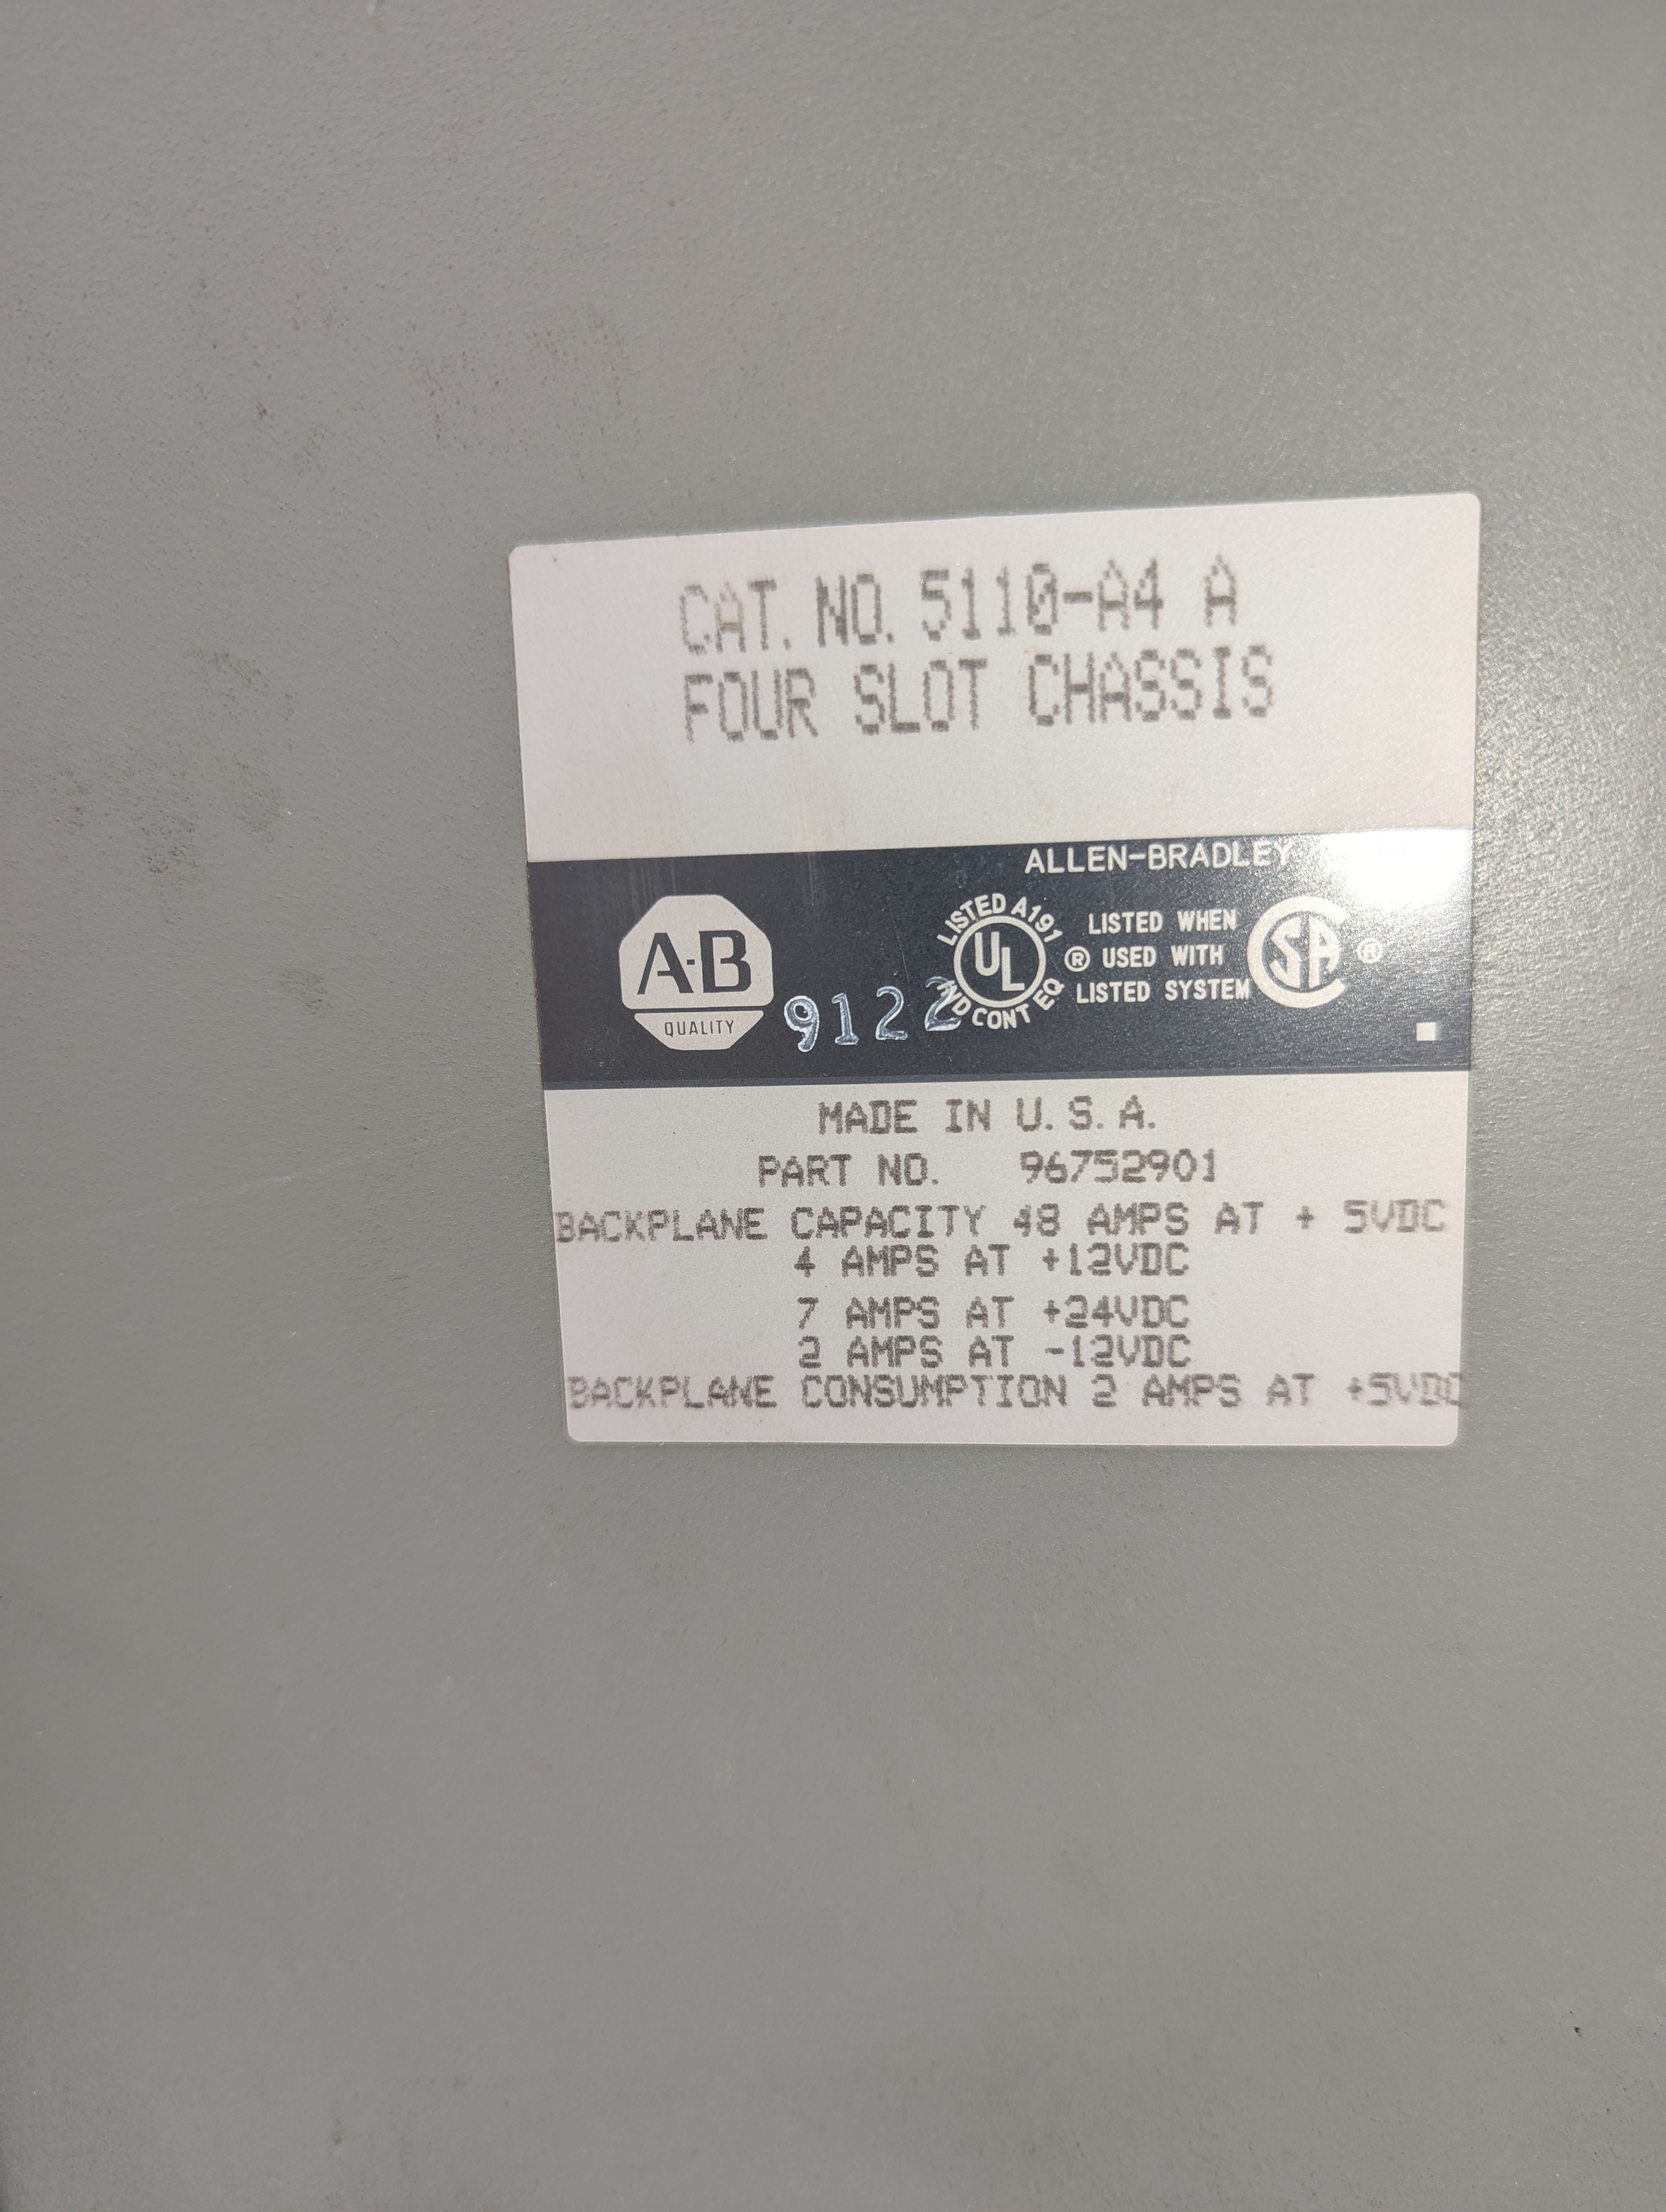 CAT. NO. 5110-A4 A
FOUR SLOT CHASSIS
ALLEN-BRADLEY
A-B
QUALITY
9122
LISTED A191
UL
IND CONT EQ
®
LISTED WHEN
USED WITH
LISTED SYSTEM
SA ®
MADE IN U.S.A.
PART NO. 96752901
BACKPLANE CAPACITY 48 AMPS AT + 5VDC
4 AMPS AT +12VDC
7 AMPS AT +24VDC
2 AMPS AT -12VDC
BACKPLANE CONSUMPTION 2 AMPS AT +5VDC